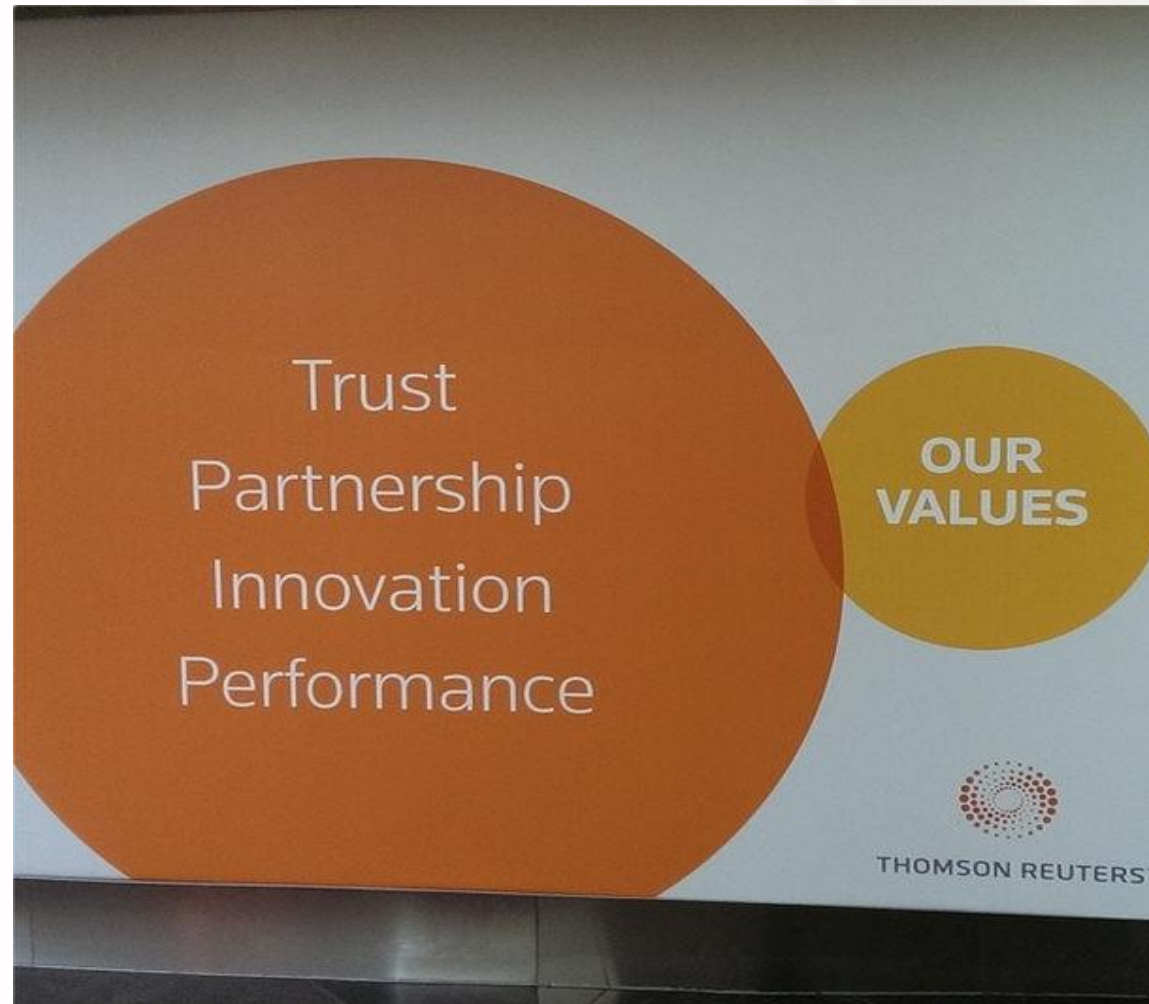 Trust
Partnership
Innovation
Performance
OUR
VALUES
THOMSON REUTERS